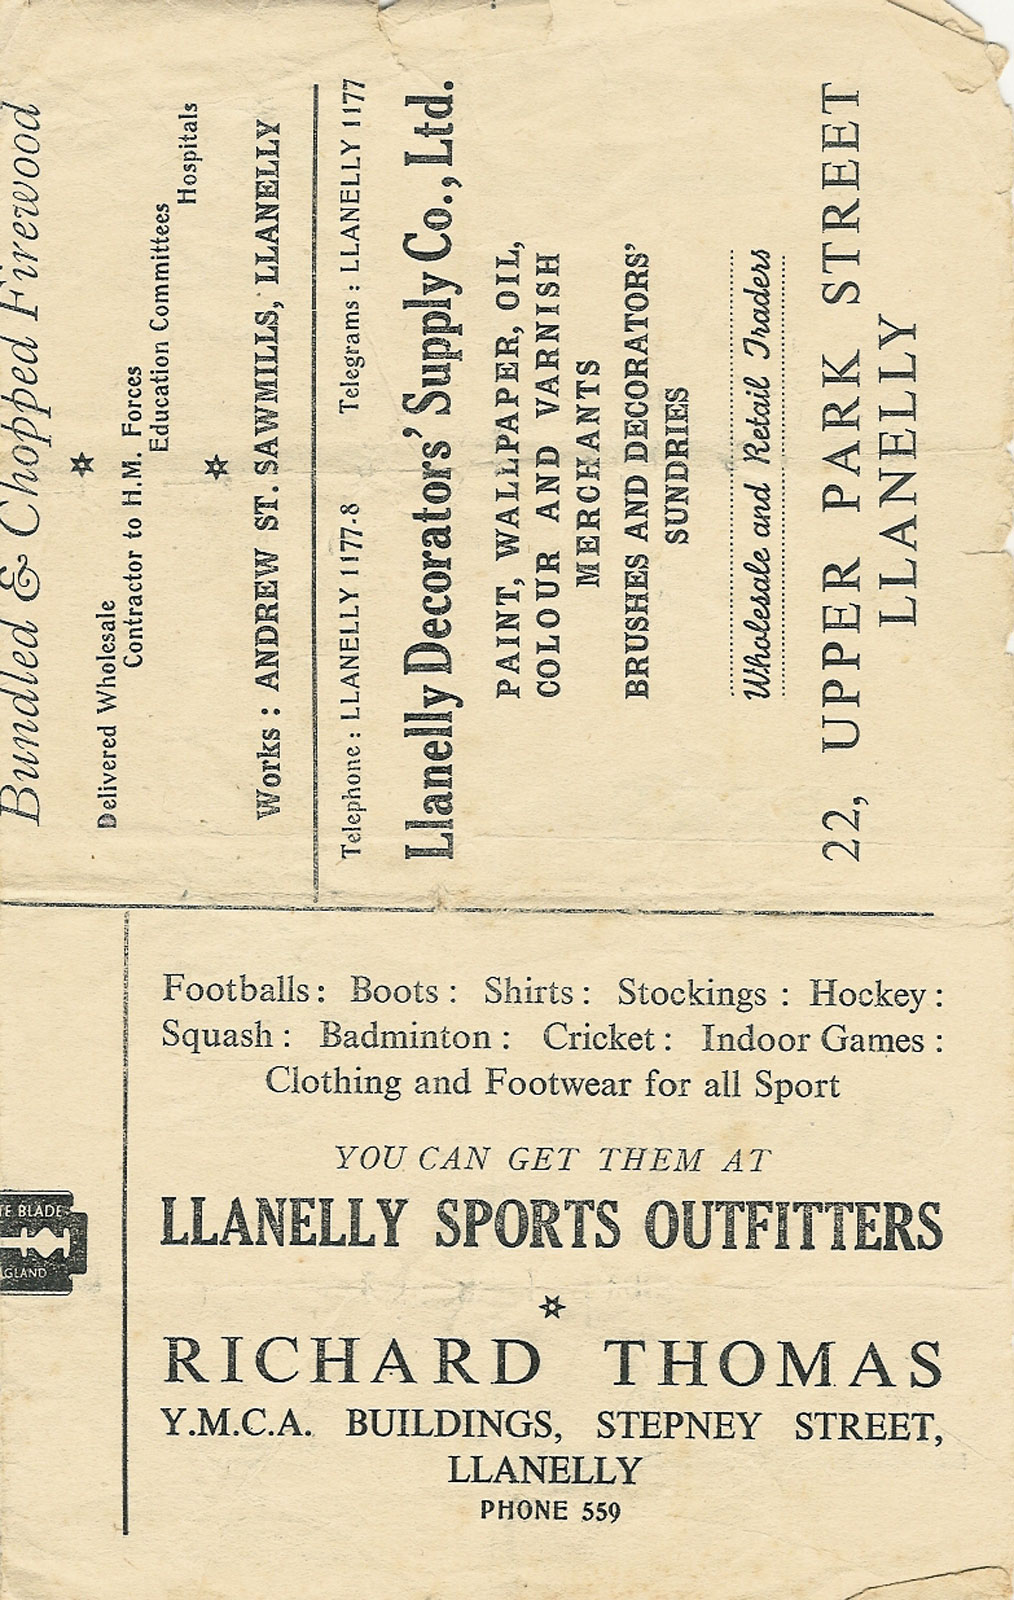 Bundled & Chopped Firewood
Delivered Wholesale
Contractor to H.M. Forces
Education Committees
Hospitals
Works : ANDREW ST. SAWMILLS, LLANELLY
Telephone : LLANELLY 1177-8 Telegrams : LLANELLY 1177
Llanelly Decorators' Supply Co., Ltd.
PAINT, WALLPAPER, OIL,
COLOUR AND VARNISH
MERCHANTS
BRUSHES AND DECORATORS'
SUNDRIES
Wholesale and Retail Traders
22, UPPER PARK STREET
LLANELLY
BLADE
Footballs : Boots : Shirts : Stockings : Hockey :
Squash : Badminton : Cricket : Indoor Games :
Clothing and Footwear for all Sport
YOU CAN GET THEM AT
LLANELLY SPORTS OUTFITTERS
RICHARD THOMAS
Y.M.C.A. BUILDINGS, STEPNEY STREET,
LLANELLY
PHONE 559